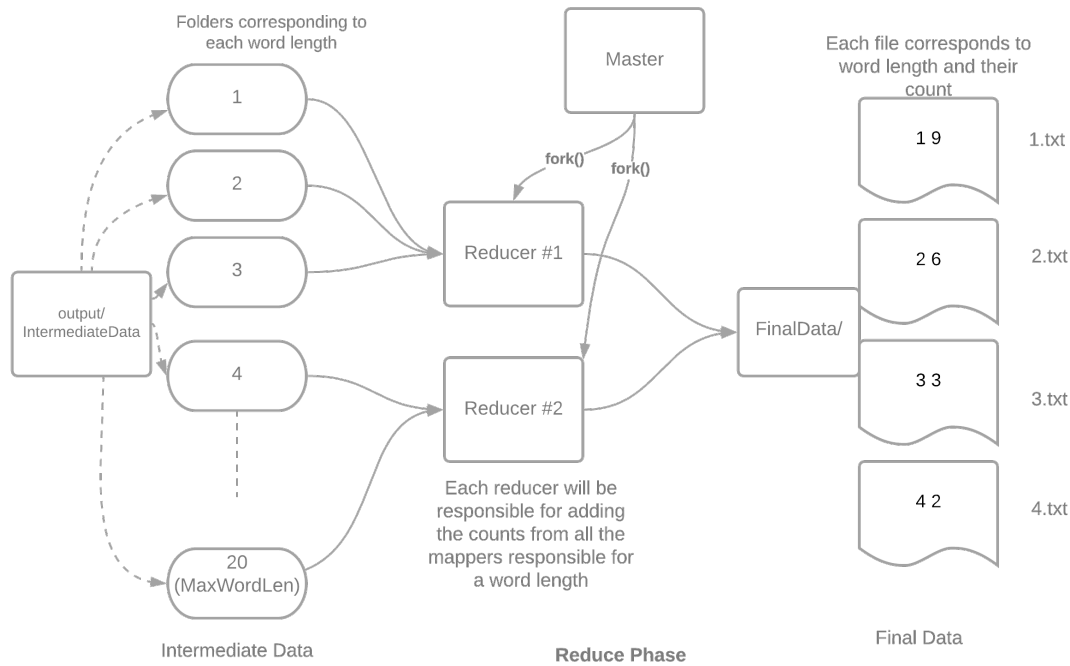 Folders corresponding to
each word length
1
2
3
output/
IntermediateData
4
20
(MaxWordLen)
Intermediate Data
Master
fork()
fork()
Reducer #1
Reducer #2
Each reducer will be
responsible for adding
the counts from all the
mappers responsible for
a word length
Reduce Phase
FinalData/
Each file corresponds to
word length and their
count
1 9
1.txt
2 6
2.txt
3 3
3.txt
4 2
4.txt
Final Data